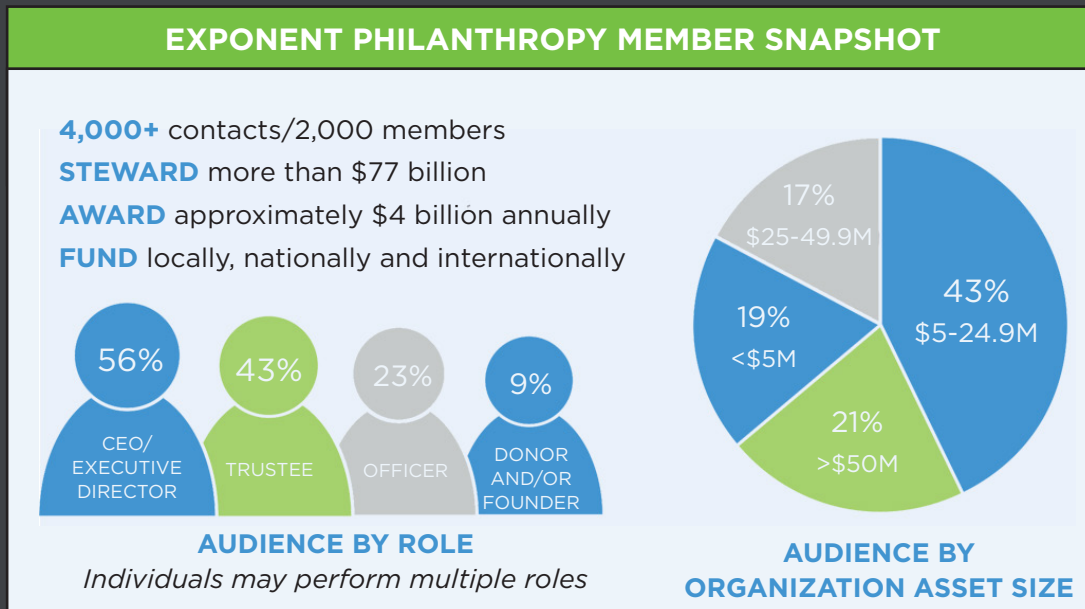 EXPONENT PHILANTHROPY MEMBER SNAPSHOT
4,000+ contacts/2,000 members
STEWARD more than $77 billion
AWARD approximately $4 billion annually
FUND locally, nationally and internationally
56%
CEO/
EXECUTIVE
DIRECTOR
43%
TRUSTEE
23%
OFFICER
9%
DONOR
AND/OR
FOUNDER
AUDIENCE BY ROLE
Individuals may perform multiple roles
17%
$25-49.9M
43%
$5-24.9M
19%
<$5M
21%
>$50M
AUDIENCE BY
ORGANIZATION ASSET SIZE